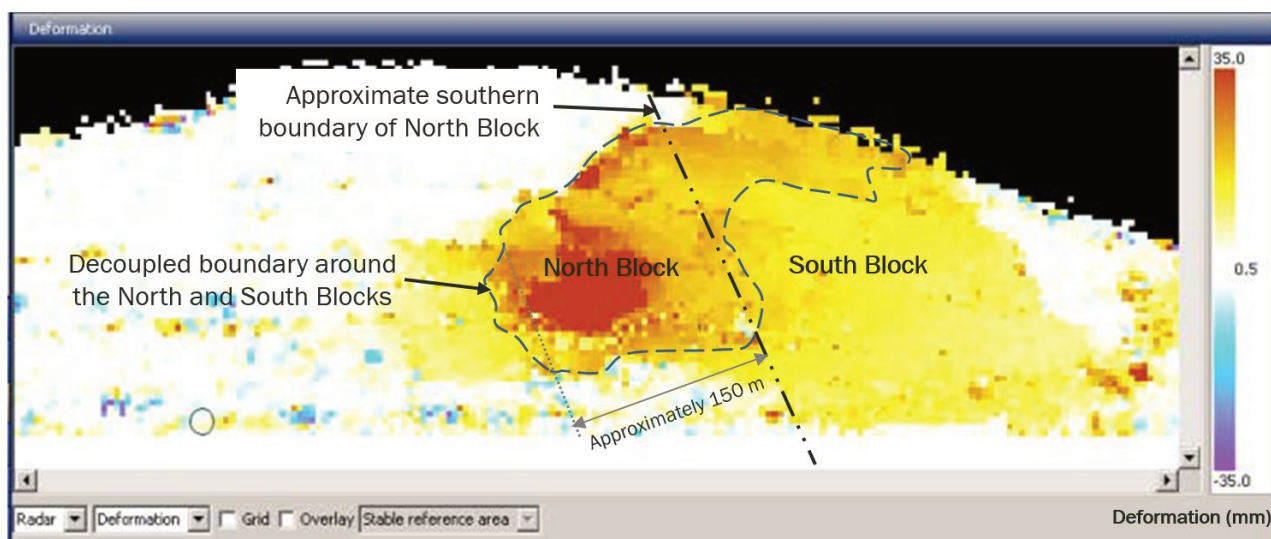 Deformation
35.0
Approximate southern
boundary of North Block
Decoupled boundary around
the North and South Blocks
North Block
South Block
0.5
Approximately 150 m
-35.0
Radar
Deformation
Grid
Overlay
Stable reference area
Deformation (mm)